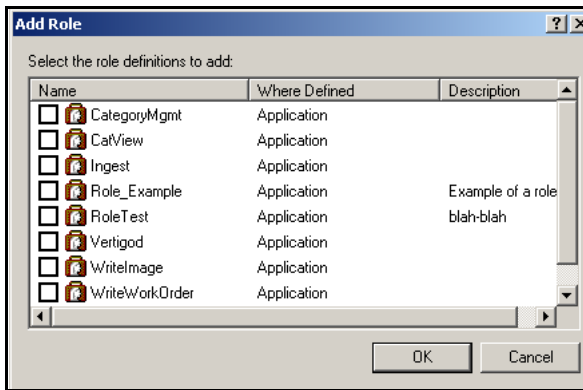 Add Role
Select the role definitions to add:
Name Where Defined Description
CategoryMgmt Application
CatView Application
Ingest Application
Role_Example Application Example of a role
RoleTest Application blah-blah
Vertigod Application
WriteImage Application
WriteWorkOrder Application
OK Cancel